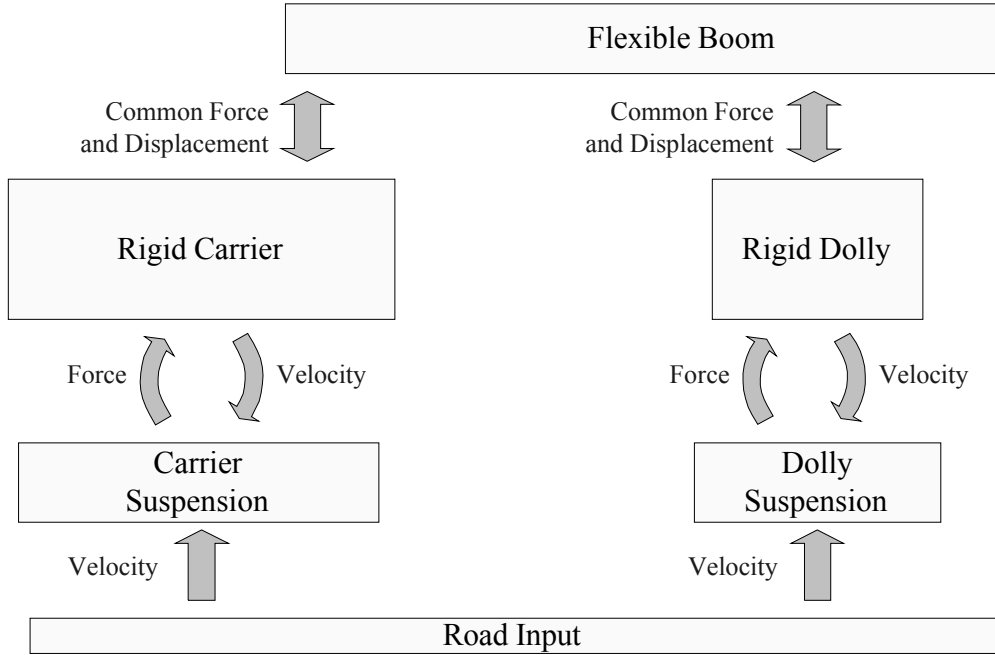 Flexible Boom
Common Force
and Displacement
Common Force
and Displacement
Rigid Carrier
Rigid Dolly
Force
Velocity
Force
Velocity
Carrier
Suspension
Dolly
Suspension
Velocity
Velocity
Road Input